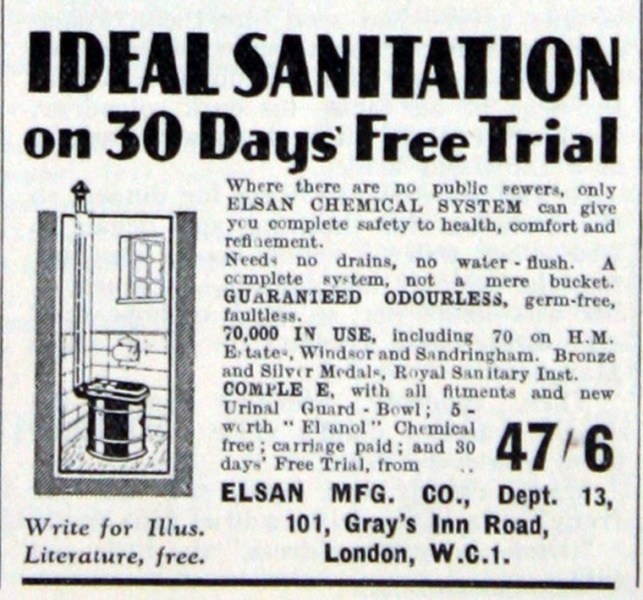 IDEAL SANITATION
on 30 Days' Free Trial
Where there are no public sewers, only
ELSAN CHEMICAL SYSTEM can give
you complete safety to health, comfort and
refinement.
Needs no drains, no water-flush. A
complete system, not a mere bucket.
GUARANTEED ODOURLESS, germ-free,
faultless.
70,000 IN USE, including 70 on H.M.
Estates, Windsor and Sandringham. Bronze
and Silver Medals, Royal Sanitary Inst.
COMPLE E, with all fitments and new
Urinal Guard-Bowl; 5-
worth "El anol" Chemical
free; carriage paid; and 30
days' Free Trial, from ..
47/6
ELSAN MFG. CO., Dept. 13,
101, Gray's Inn Road,
London, W.C.1.
Write for Illus.
Literature, free.